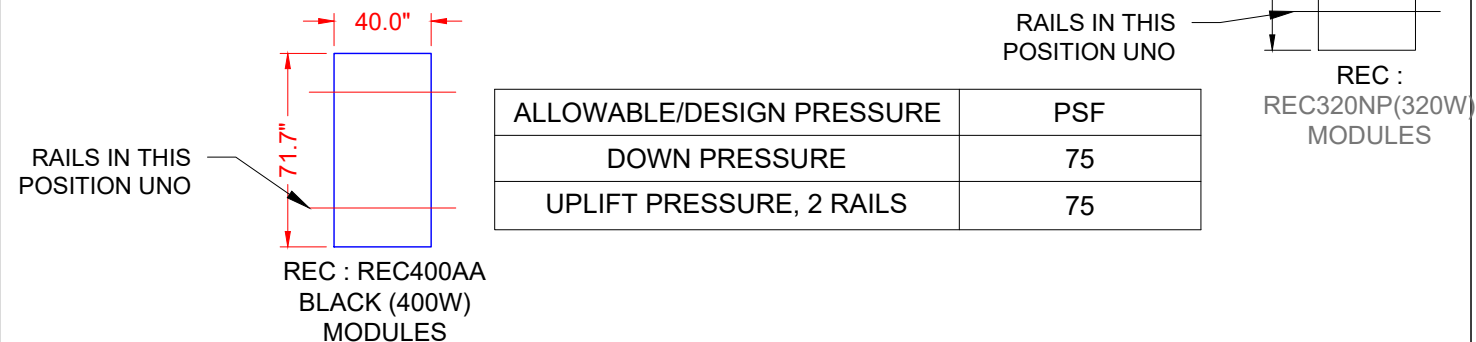 40.0"
71.7"
RAILS IN THIS
POSITION UNO
REC : REC400AA
BLACK (400W)
MODULES
ALLOWABLE/DESIGN PRESSURE PSF
DOWN PRESSURE 75
UPLIFT PRESSURE, 2 RAILS 75
RAILS IN THIS
POSITION UNO
REC :
REC320NP(320W)
MODULES